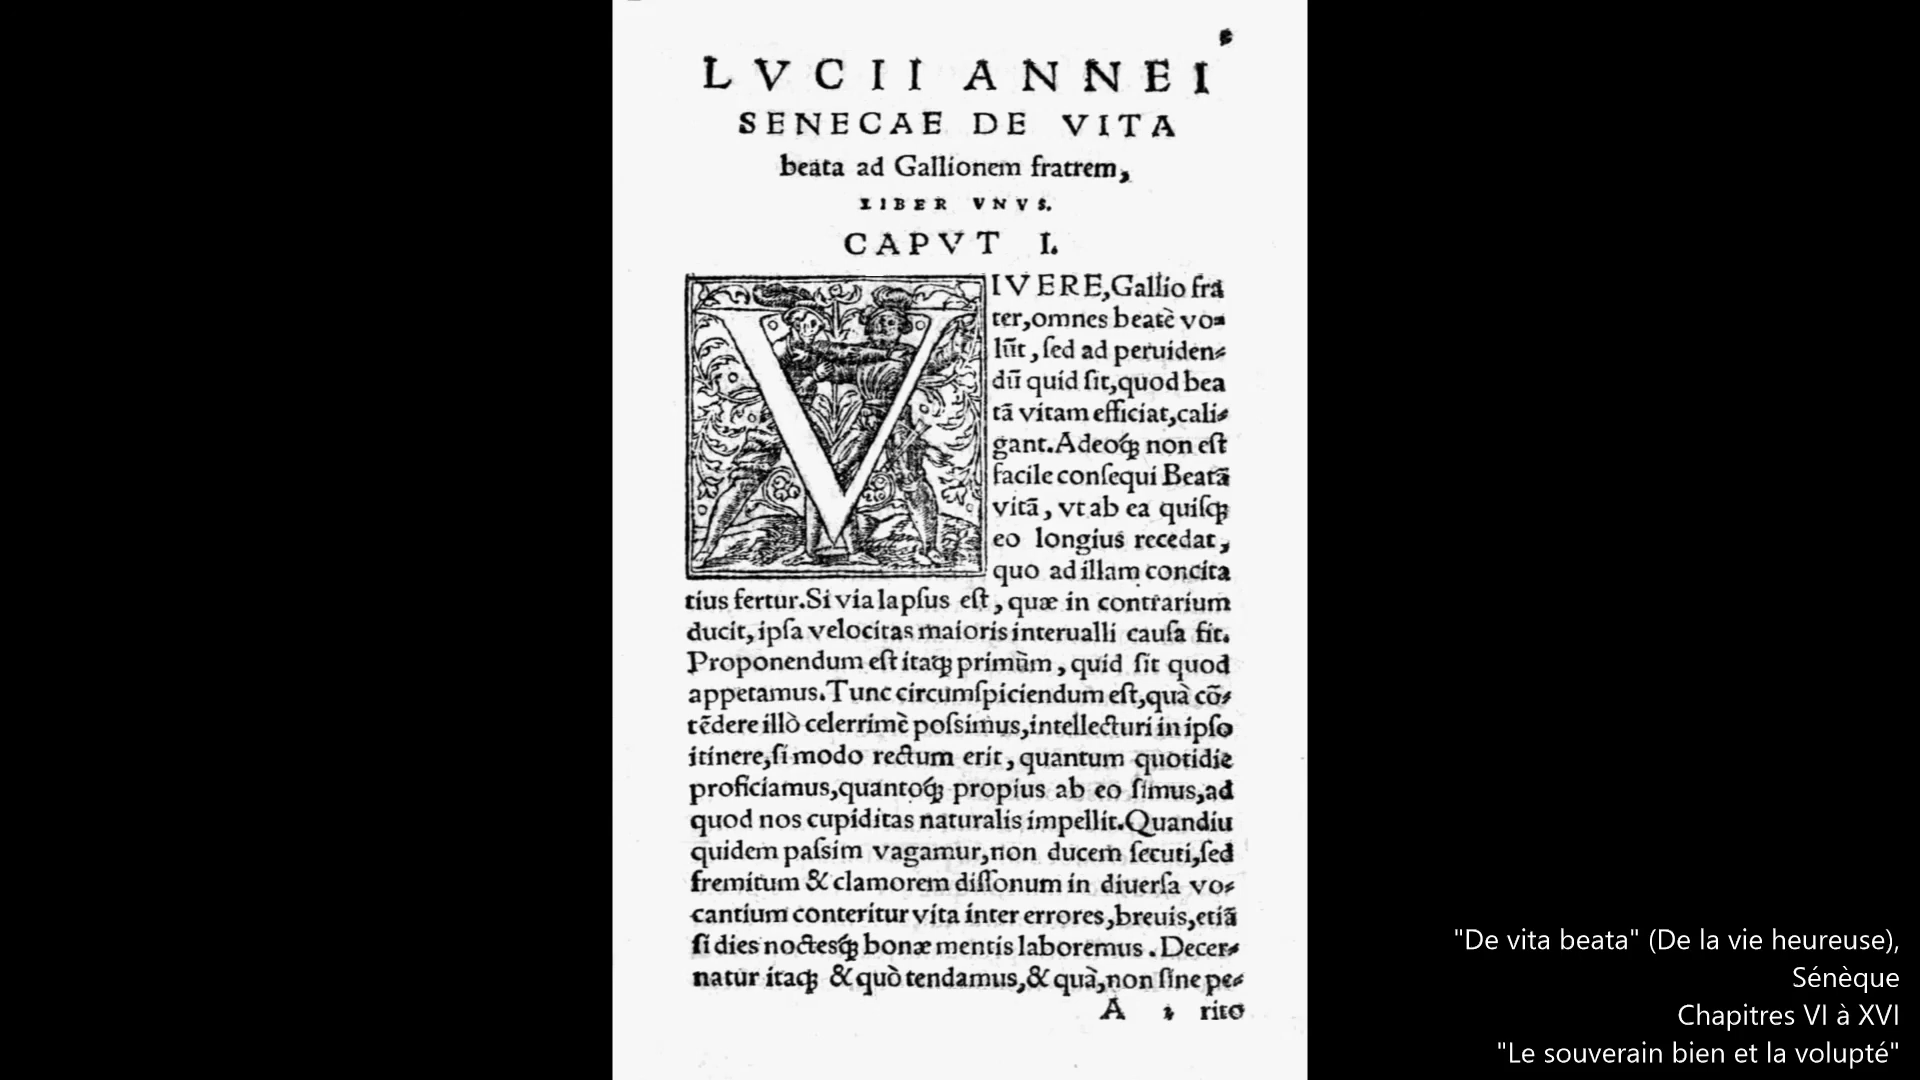 LVCII ANNEI
SENECAE DE VITA
beata ad Gallionem fratrem,
LIBER VNVS.
CAPVT I.
VIVERE, Gallio fra
ter, omnes beatè vo-
lũt, ſed ad peruiden-
dũ quid ſit, quod bea
tã vitam efficiat, cali-
gant. Adeoq́ꝫ non eſt
facile conſequi Beatã
vitã, vt ab ea quiſqꝫ
eo longius recedat,
quo ad illam concita
tius fertur. Si via lapſus eſt, quæ in contrarium
ducit, ipſa velocitas maioris interualli cauſa fit.
Proponendum eſt itaqꝫ primùm, quid ſit quod
appetamus. Tunc circumſpiciendum eſt, quà cõ-
tẽdere illò celerrimè poſsimus, intellecturi in ipſo
itinere, ſi modo rectum erit, quantum quotidie
proficiamus, quantoq́ꝫ propius ab eo ſimus, ad
quod nos cupiditas naturalis impellit. Quandiu
quidem paſsim vagamur, non ducem ſecuti, ſed
fremitum & clamorem diſſonum in diuerſa vo-
cantium conteritur vita inter errores, breuis, etiã
ſi dies nocteſq́ꝫ bonæ mentis laboremus. Decer-
natur itaqꝫ & quò tendamus, & quà, non ſine pe-
A rito
"De vita beata" (De la vie heureuse),
Sénèque
Chapitres VI à XVI
"Le souverain bien et la volupté"